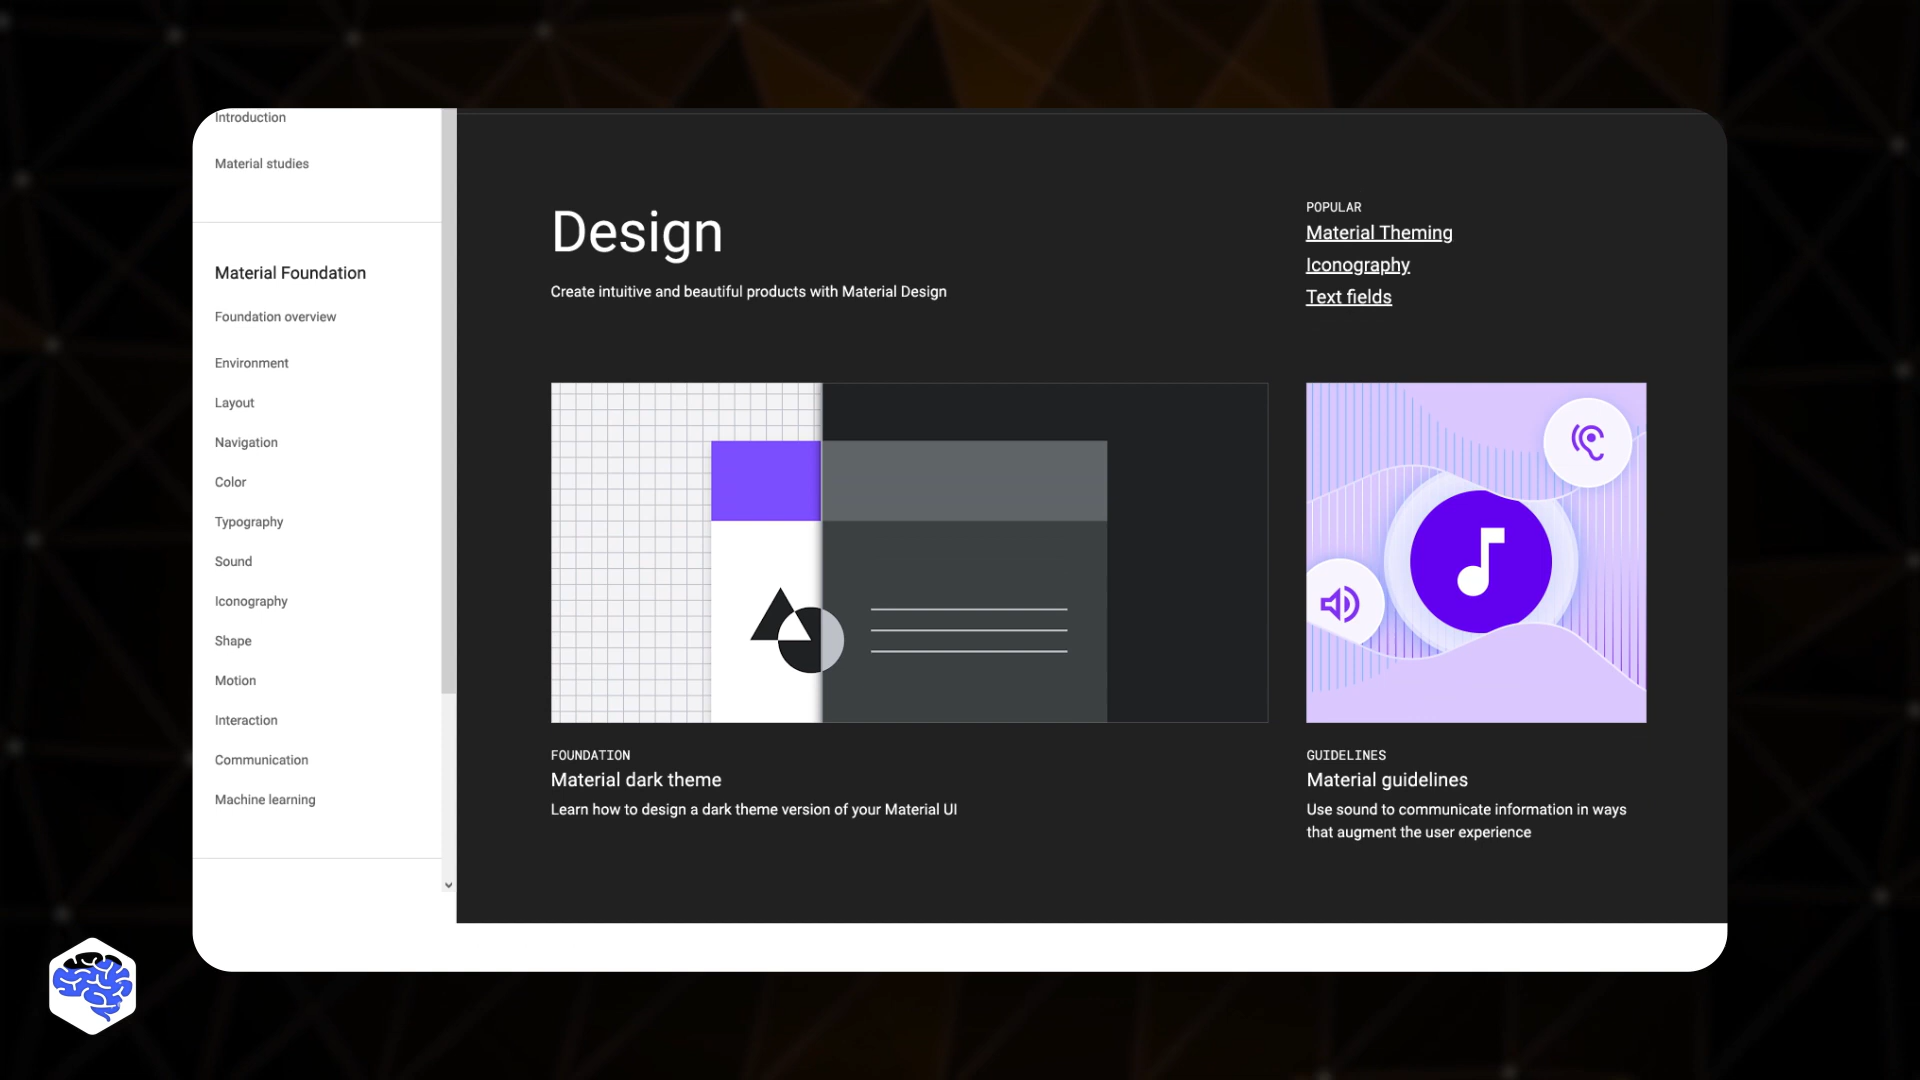 Introduction
Material studies
Material Foundation
Foundation overview
Environment
Layout
Navigation
Color
Typography
Sound
Iconography
Shape
Motion
Interaction
Communication
Machine learning
Design
Create intuitive and beautiful products with Material Design
POPULAR
Material Theming
Iconography
Text fields
FOUNDATION
Material dark theme
Learn how to design a dark theme version of your Material UI
GUIDELINES
Material guidelines
Use sound to communicate information in ways
that augment the user experience